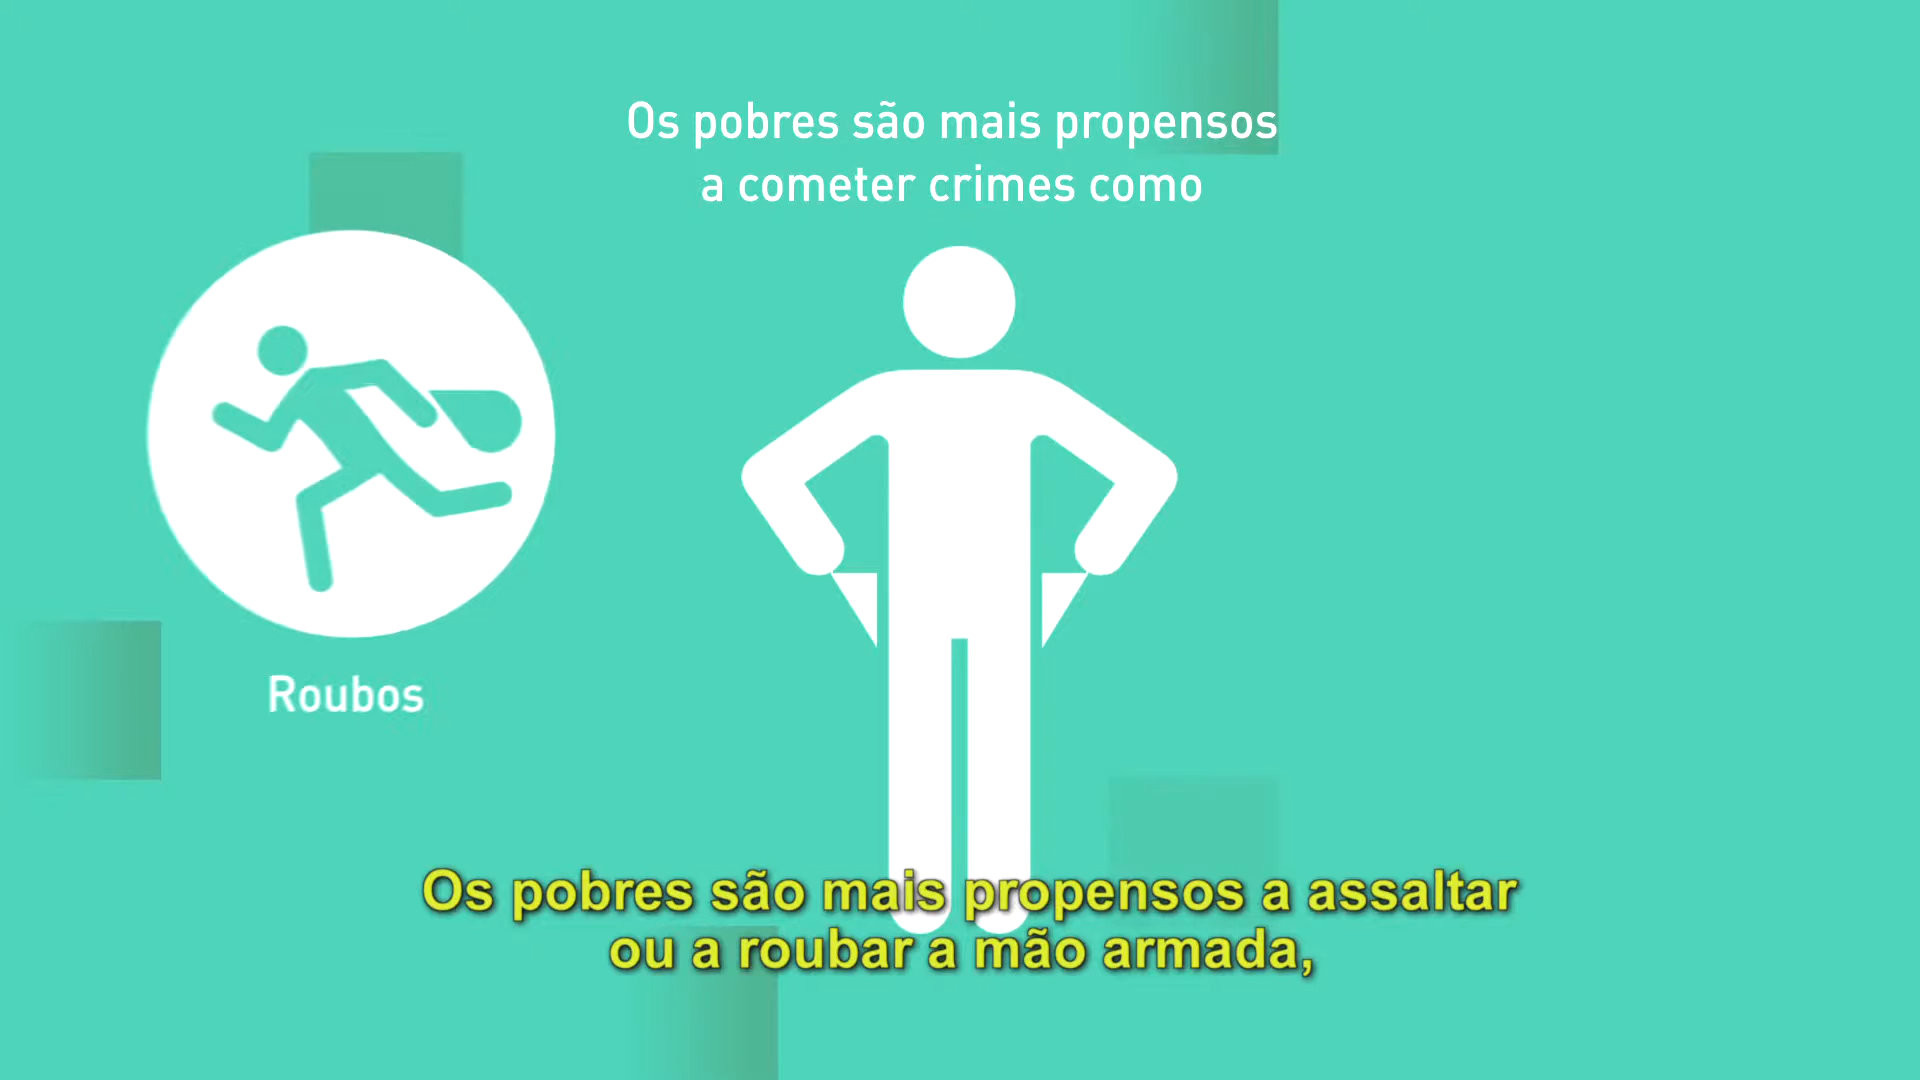 Os pobres são mais propensos
a cometer crimes como
Roubos
Os pobres são mais propensos a assaltar
ou a roubar a mão armada,